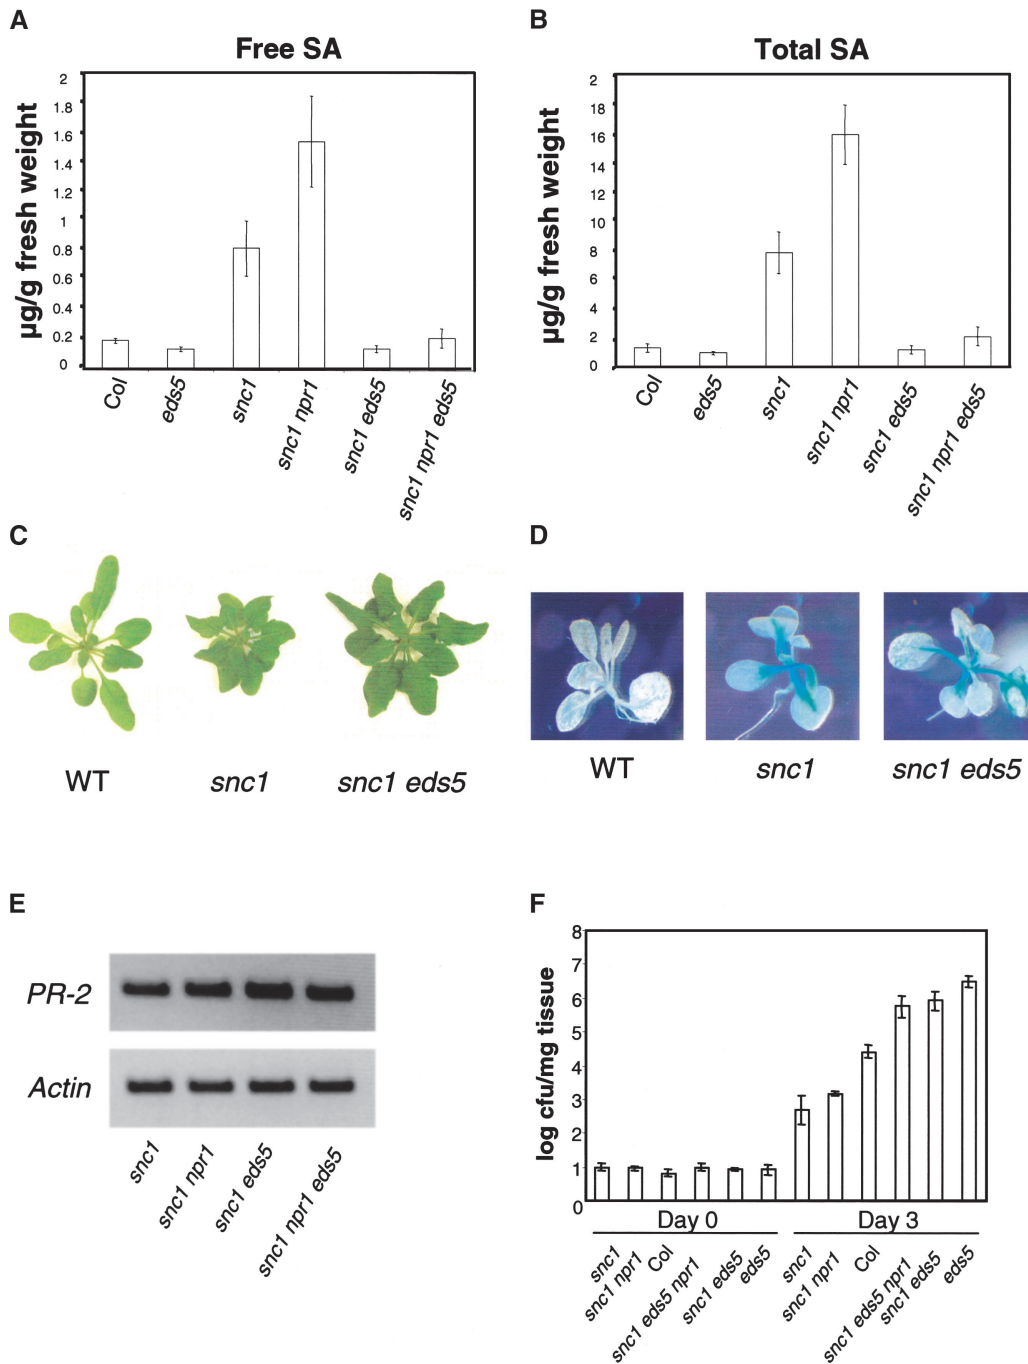 A
Free SA
µg/g fresh weight
2
1.8
1.6
1.4
1.2
1
0.8
0.6
0.4
0.2
0
Col
eds5
snc1
snc1 npr1
snc1 eds5
snc1 npr1 eds5
B
Total SA
µg/g fresh weight
2
18
16
14
12
10
8
6
4
2
0
Col
eds5
snc1
snc1 npr1
snc1 eds5
snc1 npr1 eds5
C
WT
snc1
snc1 eds5
D
WT
snc1
snc1 eds5
E
PR-2
Actin
snc1
snc1 npr1
snc1 eds5
snc1 npr1 eds5
F
log cfu/mg tissue
8
7
6
5
4
3
2
1
0
Day 0
Day 3
snc1
snc1 npr1
Col
snc1 eds5 npr1
snc1 eds5
eds5
snc1
snc1 npr1
Col
snc1 eds5 npr1
snc1 eds5
eds5